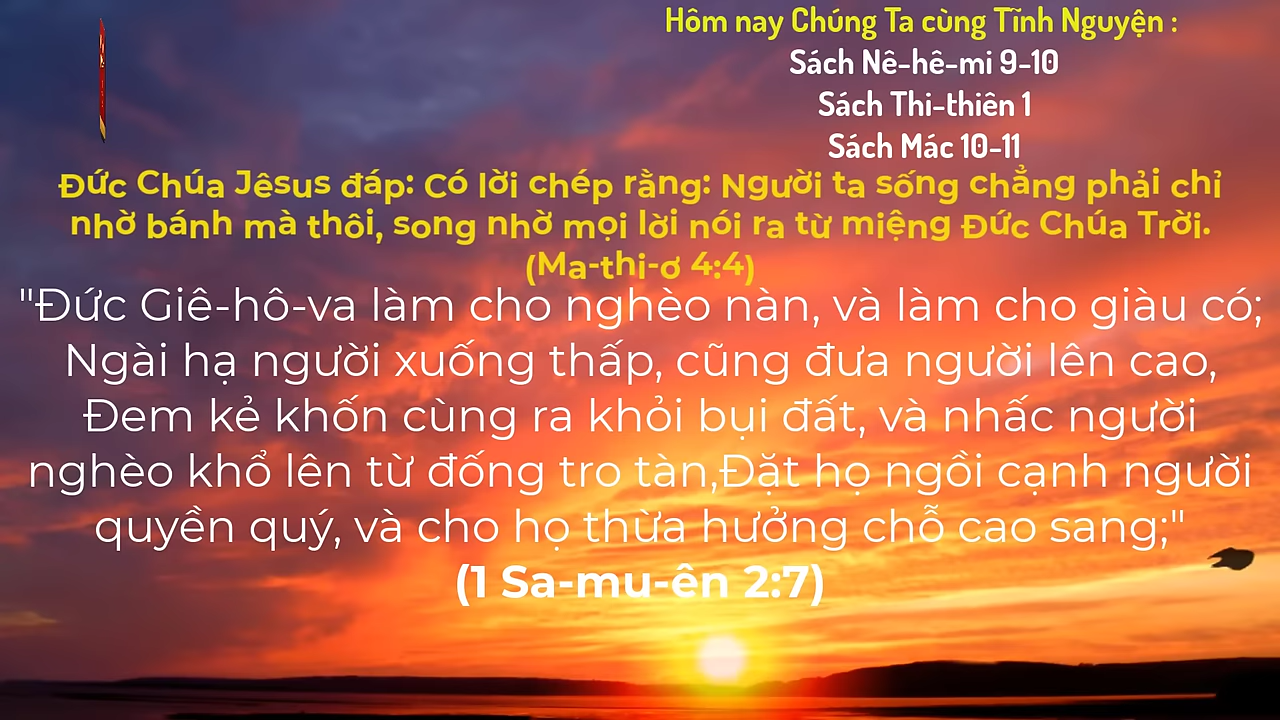 Hôm nay Chúng Ta cùng Tĩnh Nguyện :
Sách Nê-hê-mi 9-10
Sách Thi-thiên 1
Sách Mác 10-11
Đức Chúa Jêsus đáp: Có lời chép rằng: Người ta sống chẳng phải chỉ
nhờ bánh mà thôi, song nhờ mọi lời nói ra từ miệng Đức Chúa Trời.
(Ma-thi-ơ 4:4)
"Đức Giê-hô-va làm cho nghèo nàn, và làm cho giàu có;
Ngài hạ người xuống thấp, cũng đưa người lên cao,
Đem kẻ khốn cùng ra khỏi bụi đất, và nhấc người
nghèo khổ lên từ đống tro tàn,Đặt họ ngồi cạnh người
quyền quý, và cho họ thừa hưởng chỗ cao sang;"
(1 Sa-mu-ên 2:7)